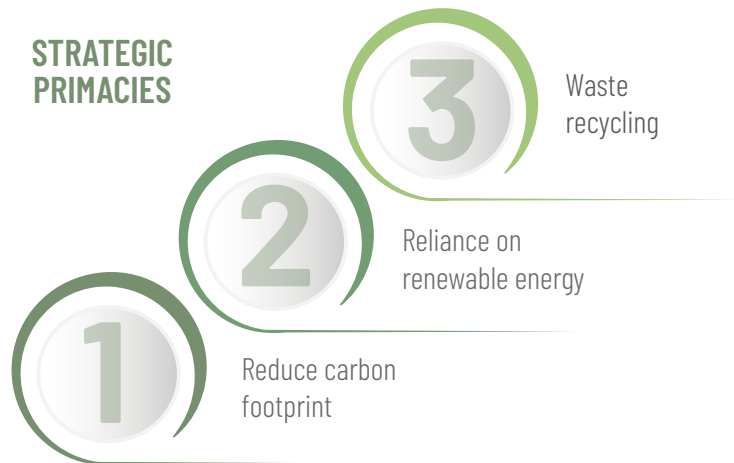 STRATEGIC
PRIMACIES
1
Reduce carbon
footprint
2
Reliance on
renewable energy
3
Waste
recycling